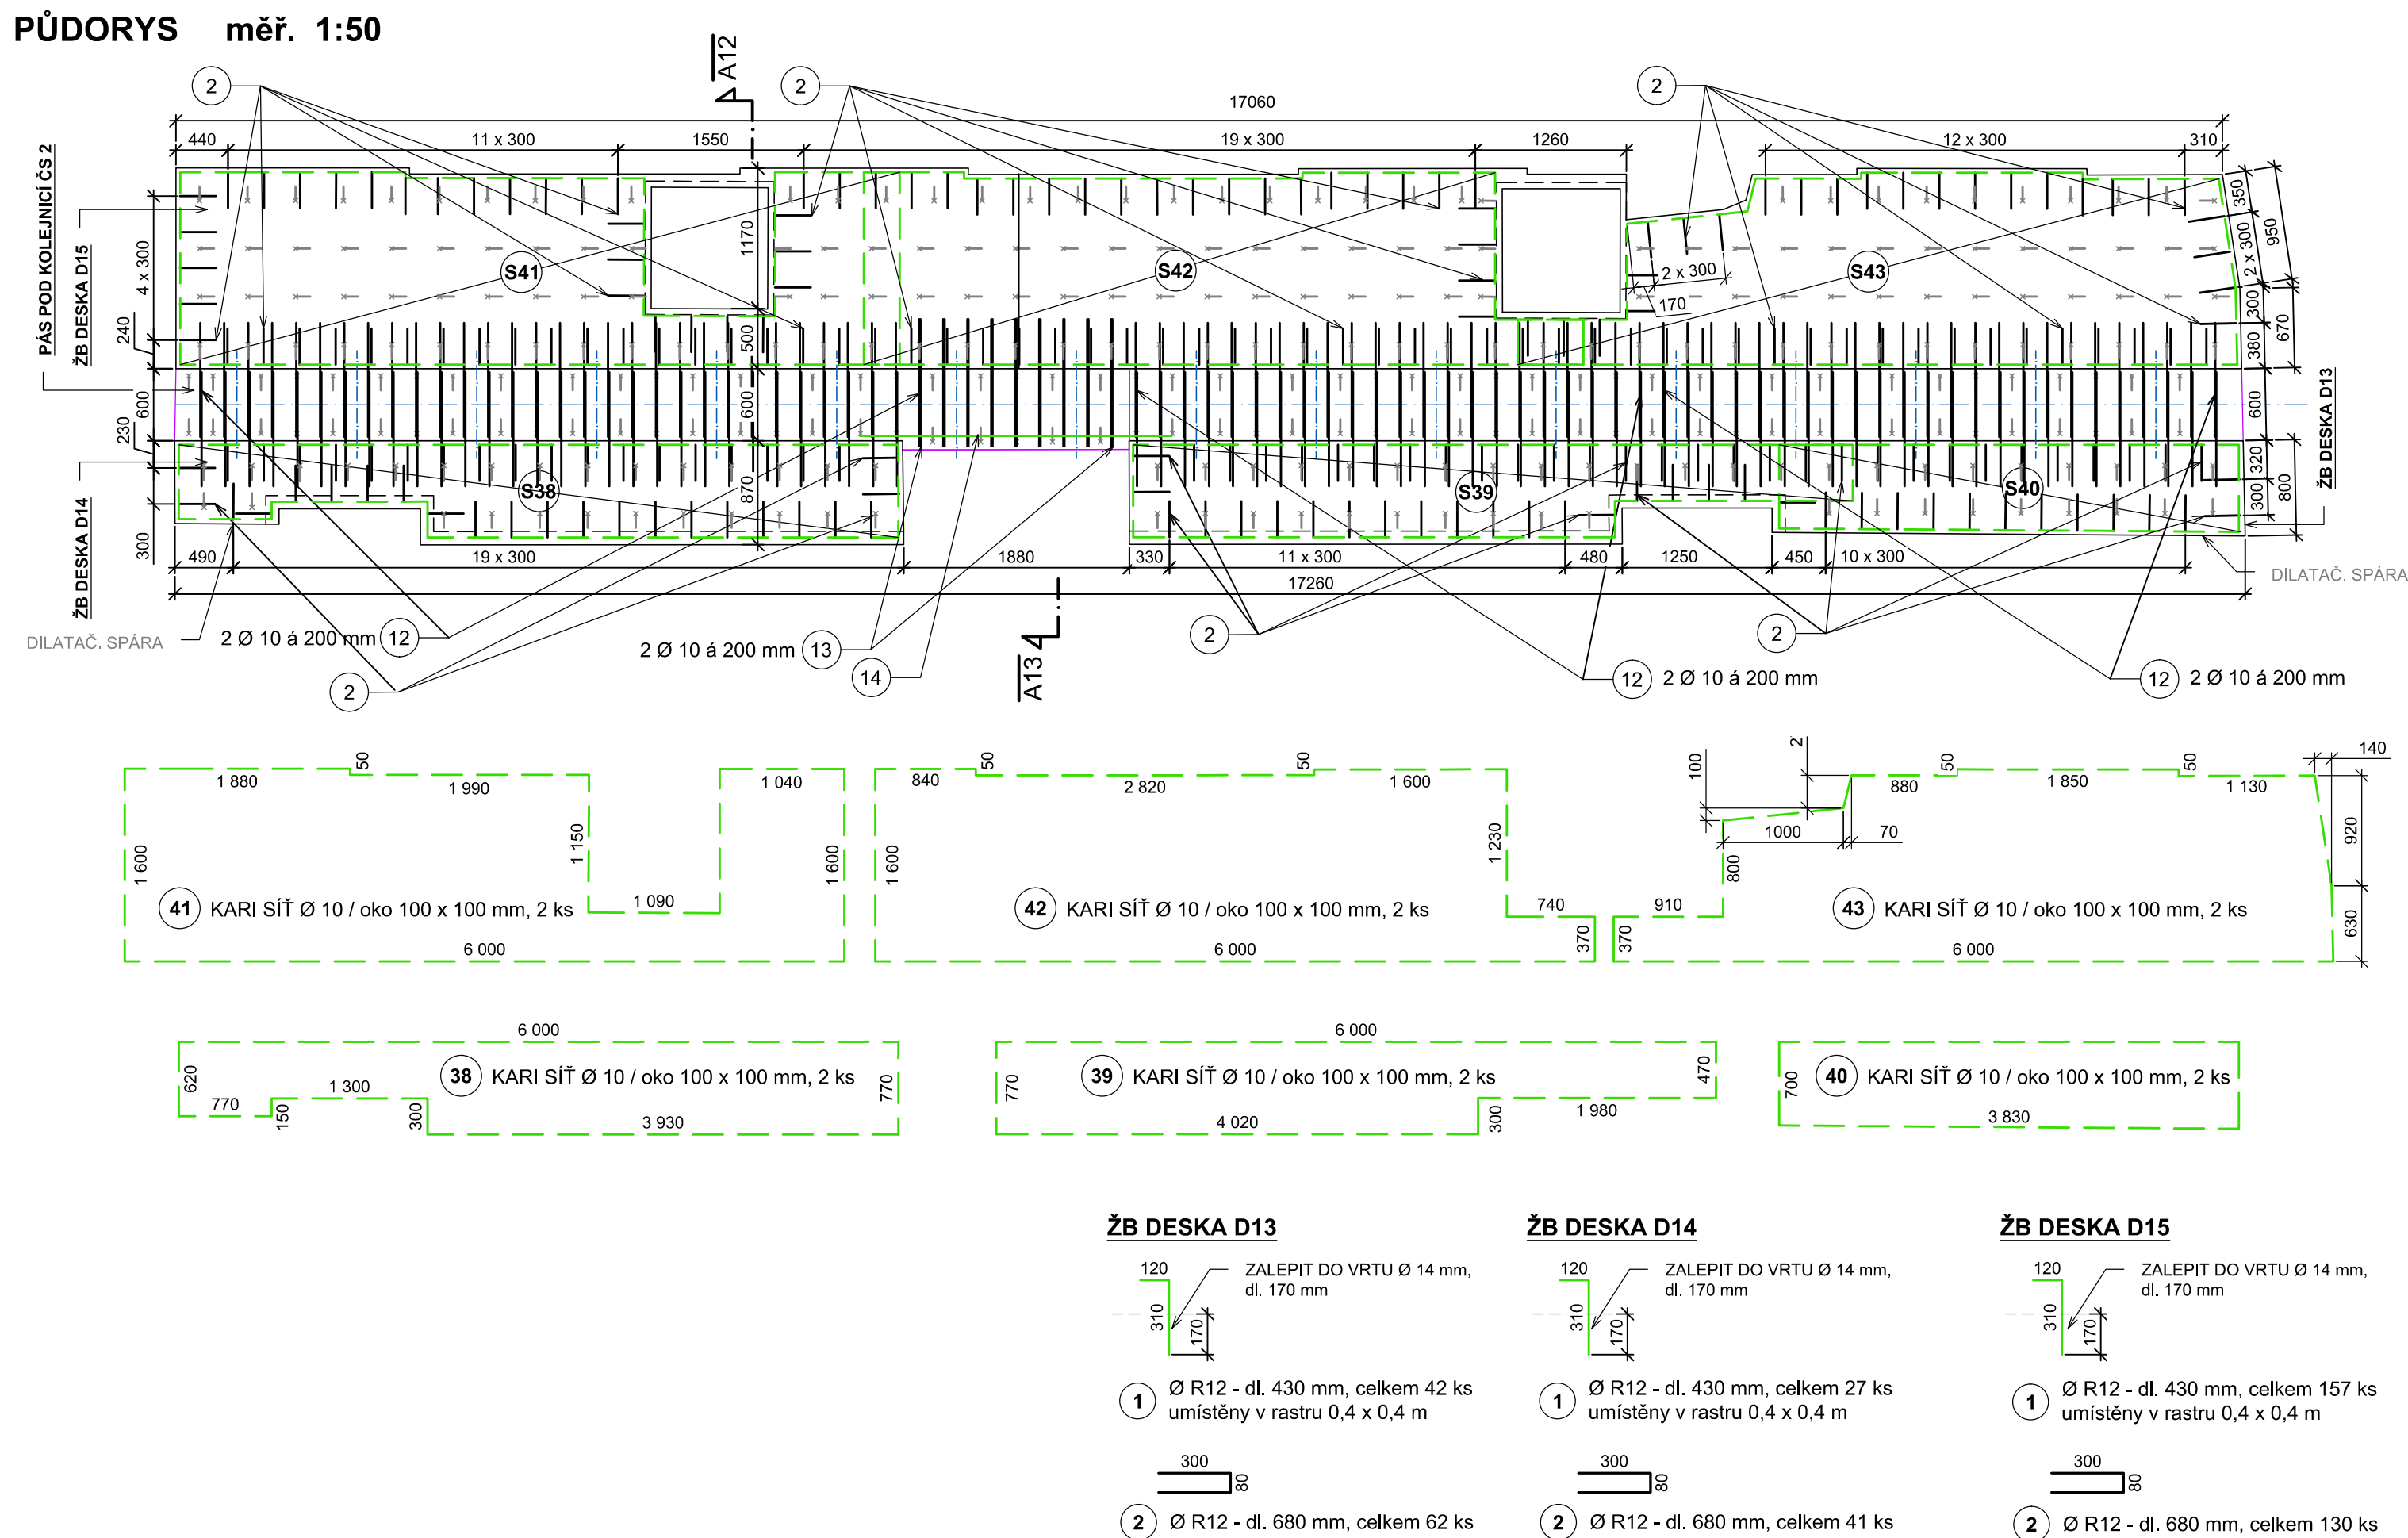 PŮDORYS měř. 1:50
A12
2
2
2
17060
440
11 x 300
1550
19 x 300
1260
12 x 300
310
PÁS POD KOLEJNICÍ ČS 2
ŽB DESKA D15
4 x 300
240
600
230
300
ŽB DESKA D14
1170
500
600
870
S41
S42
S43
2 x 300
170
350
2 x 300
950
300
380
670
600
320
300
800
ŽB DESKA D13
S38
S39
S40
490
19 x 300
1880
330
11 x 300
480
1250
450
10 x 300
17260
DILATAČ. SPÁRA
DILATAČ. SPÁRA
2 Ø 10 á 200 mm 12
2
2 Ø 10 á 200 mm 13
14
A13
2
12 2 Ø 10 á 200 mm
2
12 2 Ø 10 á 200 mm
1 880
50
1 990
1 040
1 600
1 150
1 090
1 600
41 KARI SÍŤ Ø 10 / oko 100 x 100 mm, 2 ks
6 000
840
50
2 820
50
1 600
1 600
1 230
740
370
42 KARI SÍŤ Ø 10 / oko 100 x 100 mm, 2 ks
6 000
100
2
880
50
1 850
50
1 130
140
1000
70
800
920
910
370
630
43 KARI SÍŤ Ø 10 / oko 100 x 100 mm, 2 ks
6 000
6 000
620
770
150
1 300
300
3 930
770
38 KARI SÍŤ Ø 10 / oko 100 x 100 mm, 2 ks
6 000
770
4 020
300
1 980
470
39 KARI SÍŤ Ø 10 / oko 100 x 100 mm, 2 ks
700
40 KARI SÍŤ Ø 10 / oko 100 x 100 mm, 2 ks
3 830
ŽB DESKA D13
120
310
170
ZALEPIT DO VRTU Ø 14 mm,
dl. 170 mm
1 Ø R12 - dl. 430 mm, celkem 42 ks
umístěny v rastru 0,4 x 0,4 m
300
80
2 Ø R12 - dl. 680 mm, celkem 62 ks
ŽB DESKA D14
120
310
170
ZALEPIT DO VRTU Ø 14 mm,
dl. 170 mm
1 Ø R12 - dl. 430 mm, celkem 27 ks
umístěny v rastru 0,4 x 0,4 m
300
80
2 Ø R12 - dl. 680 mm, celkem 41 ks
ŽB DESKA D15
120
310
170
ZALEPIT DO VRTU Ø 14 mm,
dl. 170 mm
1 Ø R12 - dl. 430 mm, celkem 157 ks
umístěny v rastru 0,4 x 0,4 m
300
80
2 Ø R12 - dl. 680 mm, celkem 130 ks